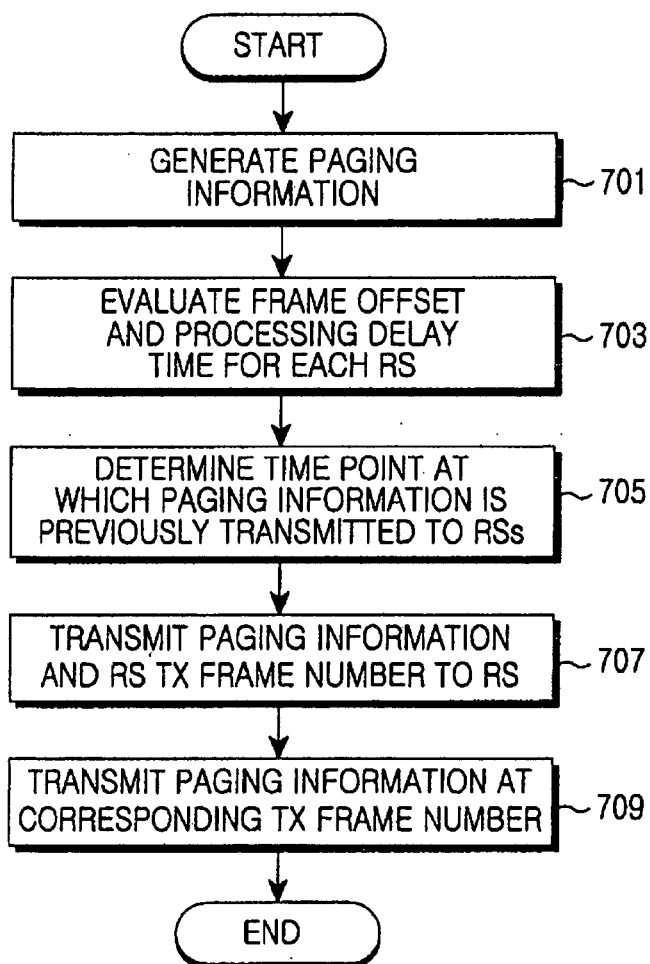 START
GENERATE PAGING
INFORMATION
701
EVALUATE FRAME OFFSET
AND PROCESSING DELAY
TIME FOR EACH RS
703
DETERMINE TIME POINT AT
WHICH PAGING INFORMATION IS
PREVIOUSLY TRANSMITTED TO RSs
705
TRANSMIT PAGING INFORMATION
AND RS TX FRAME NUMBER TO RS
707
TRANSMIT PAGING INFORMATION AT
CORRESPONDING TX FRAME NUMBER
709
END